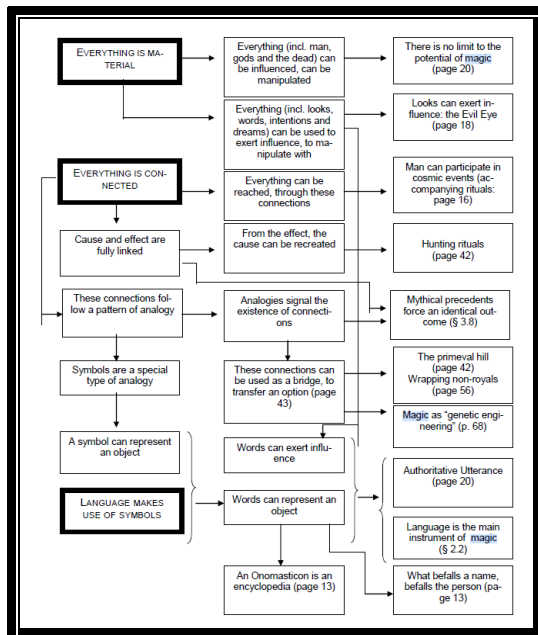 EVERYTHING IS MA-
TERIAL
Everything (incl. man,
gods and the dead) can
be influenced, can be
manipulated
There is no limit to the
potential of magic
(page 20)
Everything (incl. looks,
words, intentions and
dreams) can be used to
exert influence, to ma-
nipulate with
Looks can exert in-
fluence: the Evil Eye
(page 18)
EVERYTHING IS CON-
NECTED
Everything can be
reached, through these
connections
Man can participate in
cosmic events (ac-
companying rituals:
page 16)
Cause and effect are
fully linked
From the effect, the
cause can be recreated
Hunting rituals
(page 42)
These connections fol-
low a pattern of analogy
Analogies signal the
existence of connecti-
ons
Mythical precedents
force an identical out-
come (§ 3.8)
Symbols are a special
type of analogy
These connections can
be used as a bridge, to
transfer an option (page
43)
The primeval hill
(page 42)
Wrapping non-royals
(page 56)
Magic as “genetic engi-
neering” (p. 68)
A symbol can represent
an object
Words can exert influ-
ence
Authoritative Utterance
(page 20)
LANGUAGE MAKES
USE OF SYMBOLS
Words can represent an
object
Language is the main
instrument of magic
(§ 2.2)
An Onomasticon is an
encyclopedia (page 13)
What befalls a name,
befalls the person (pa-
ge 13)